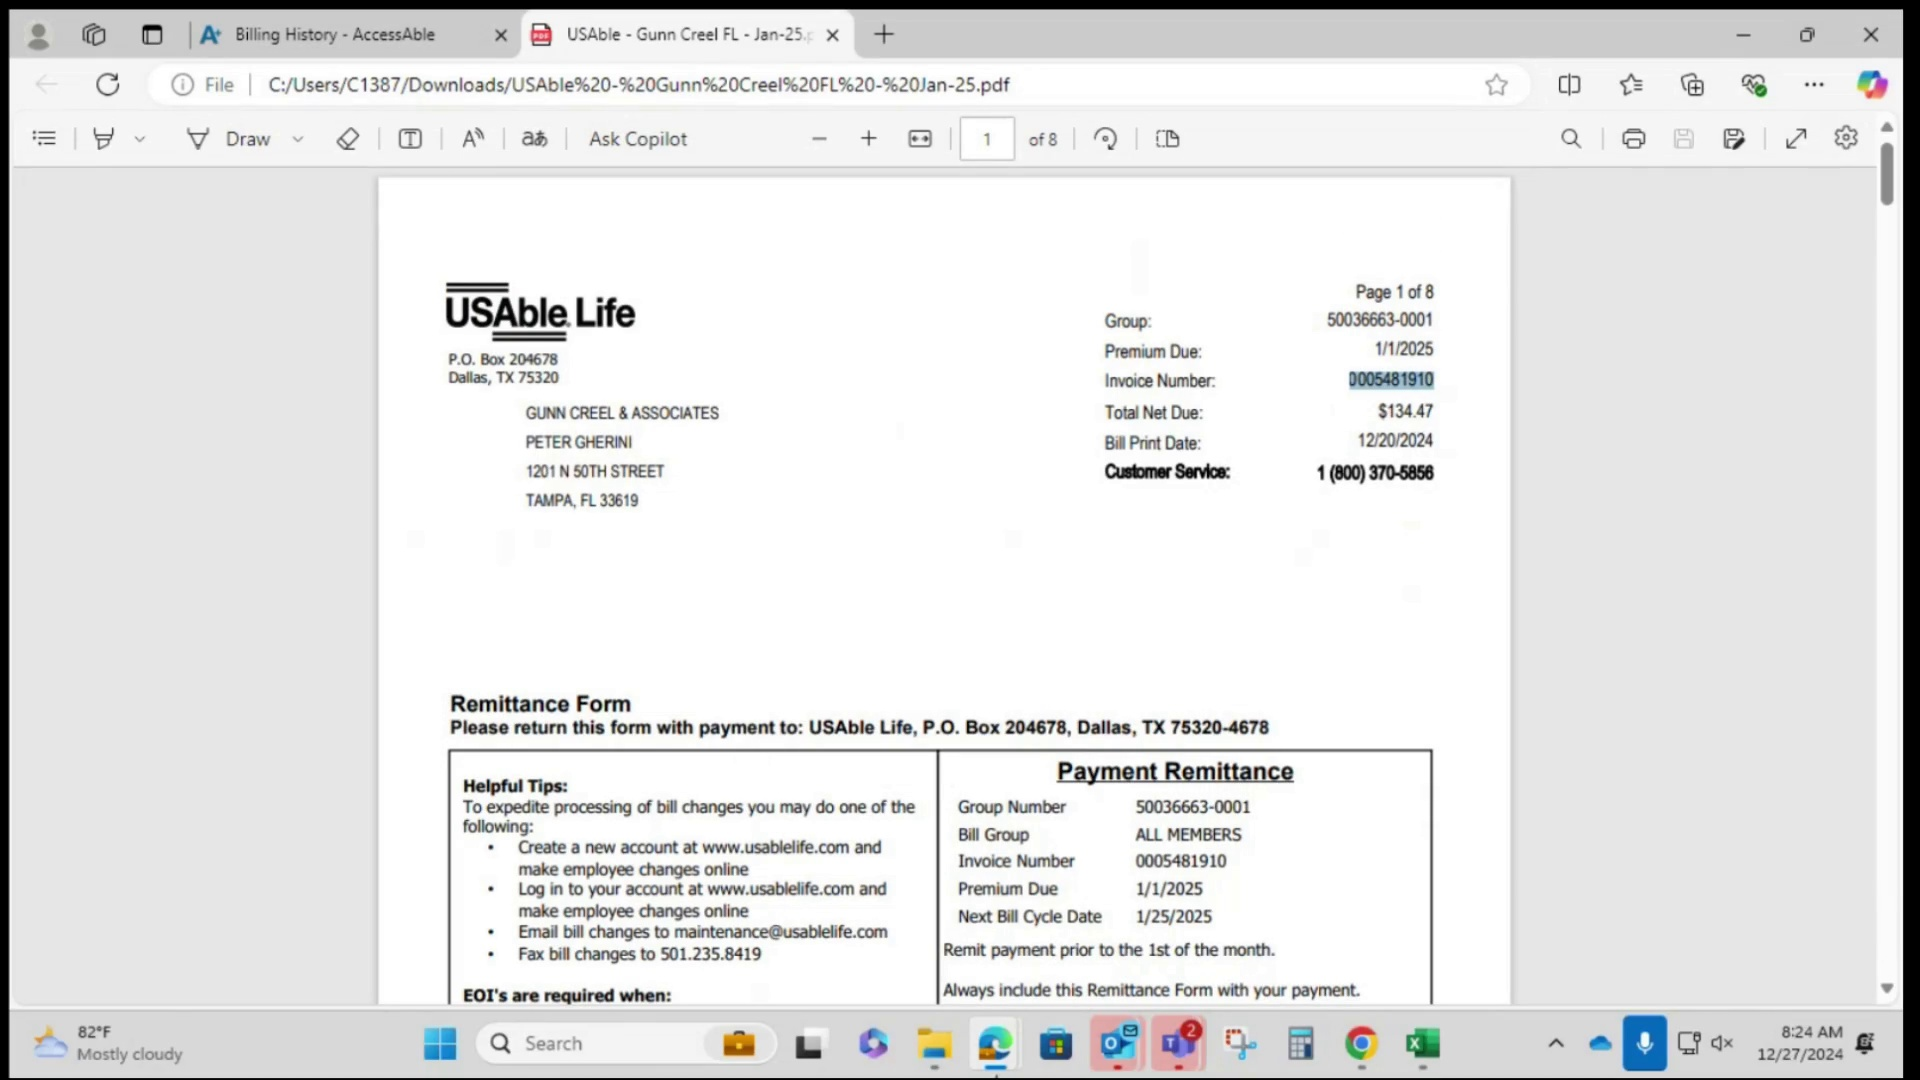 Billing History - AccessAble
USAble - Gunn Creel FL - Jan-25.p
File
C:/Users/C1387/Downloads/USAble%20-%20Gunn%20Creel%20FL%20-%20Jan-25.pdf
Draw
Ask Copilot
1 of 8
USAble Life
P.O. Box 204678
Dallas, TX 75320
GUNN CREEL & ASSOCIATES
PETER GHERINI
1201 N 50TH STREET
TAMPA, FL 33619
Page 1 of 8
Group: 50036663-0001
Premium Due: 1/1/2025
Invoice Number: 0005481910
Total Net Due: $134.47
Bill Print Date: 12/20/2024
Customer Service: 1 (800) 370-5856
Remittance Form
Please return this form with payment to: USAble Life, P.O. Box 204678, Dallas, TX 75320-4678
Helpful Tips:
To expedite processing of bill changes you may do one of the
following:
• Create a new account at www.usablelife.com and
make employee changes online
• Log in to your account at www.usablelife.com and
make employee changes online
• Email bill changes to maintenance@usablelife.com
• Fax bill changes to 501.235.8419
EOI's are required when:
Payment Remittance
Group Number 50036663-0001
Bill Group ALL MEMBERS
Invoice Number 0005481910
Premium Due 1/1/2025
Next Bill Cycle Date 1/25/2025
Remit payment prior to the 1st of the month.
Always include this Remittance Form with your payment.
82°F
Mostly cloudy
Search
2
8:24 AM
12/27/2024